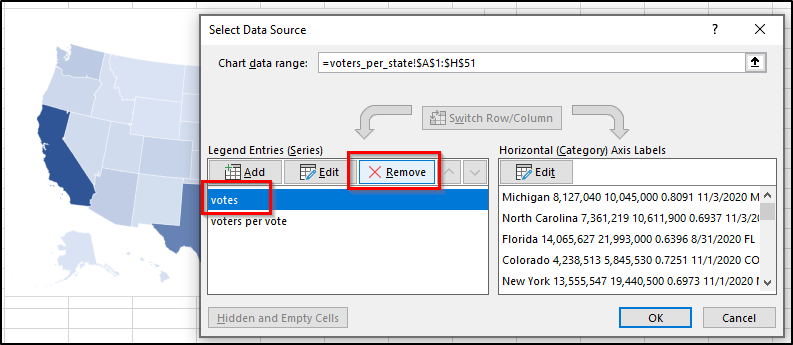 Select Data Source
Chart data range: =voters_per_state!$A$1:$H$51
Switch Row/Column
Legend Entries (Series)
Add Edit Remove
votes
voters per vote
Horizontal (Category) Axis Labels
Edit
Michigan 8,127,040 10,045,000 0.8091 11/3/2020 M
North Carolina 7,361,219 10,611,900 0.6937 11/3/
Florida 14,065,627 21,993,000 0.6396 8/31/2020 FL
Colorado 4,238,513 5,845,530 0.7251 11/1/2020 CO
New York 13,555,547 19,440,500 0.6973 11/1/2020
Hidden and Empty Cells
OK Cancel